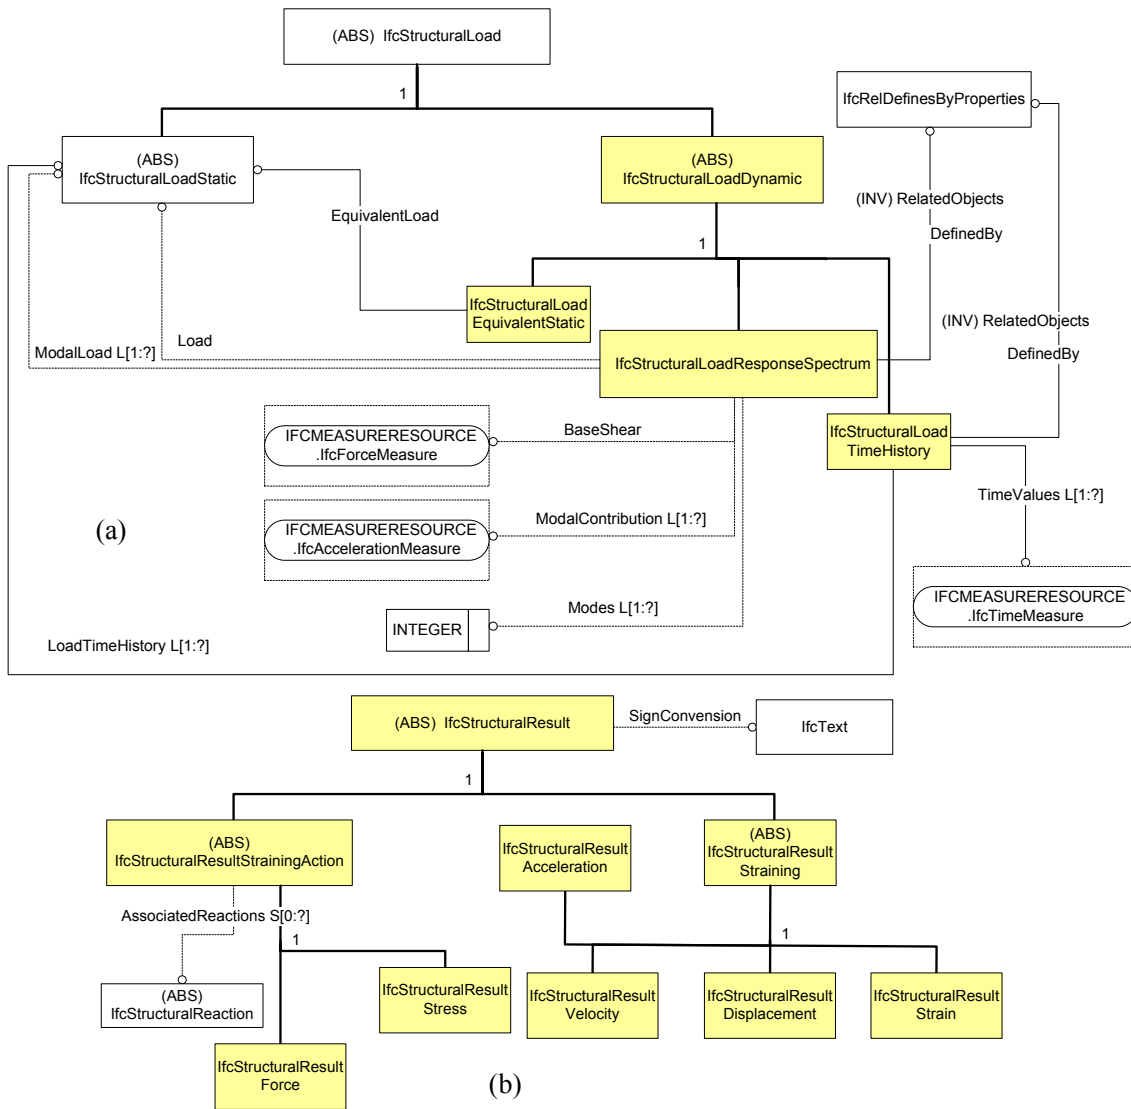 (ABS) IfcStructuralLoad
1
IfcRelDefinesByProperties
(ABS)
IfcStructuralLoadStatic
(ABS)
IfcStructuralLoadDynamic
(INV) RelatedObjects
EquivalentLoad
DefinedBy
1
IfcStructuralLoad
EquivalentStatic
(INV) RelatedObjects
Load
ModalLoad L[1:?]
DefinedBy
IfcStructuralLoadResponseSpectrum
IFCMEASURERESOURCE
.IfcForceMeasure
BaseShear
IfcStructuralLoad
TimeHistory
TimeValues L[1:?]
(a)
IFCMEASURERESOURCE
.IfcAccelerationMeasure
ModalContribution L[1:?]
IFCMEASURERESOURCE
.IfcTimeMeasure
INTEGER
Modes L[1:?]
LoadTimeHistory L[1:?]
(ABS) IfcStructuralResult
SignConvension
IfcText
1
(ABS)
IfcStructuralResultStrainingAction
IfcStructuralResult
Acceleration
(ABS)
IfcStructuralResult
Straining
AssociatedReactions S[0:?]
1
1
(ABS)
IfcStructuralReaction
IfcStructuralResult
Stress
IfcStructuralResult
Velocity
IfcStructuralResult
Displacement
IfcStructuralResult
Strain
IfcStructuralResult
Force
(b)